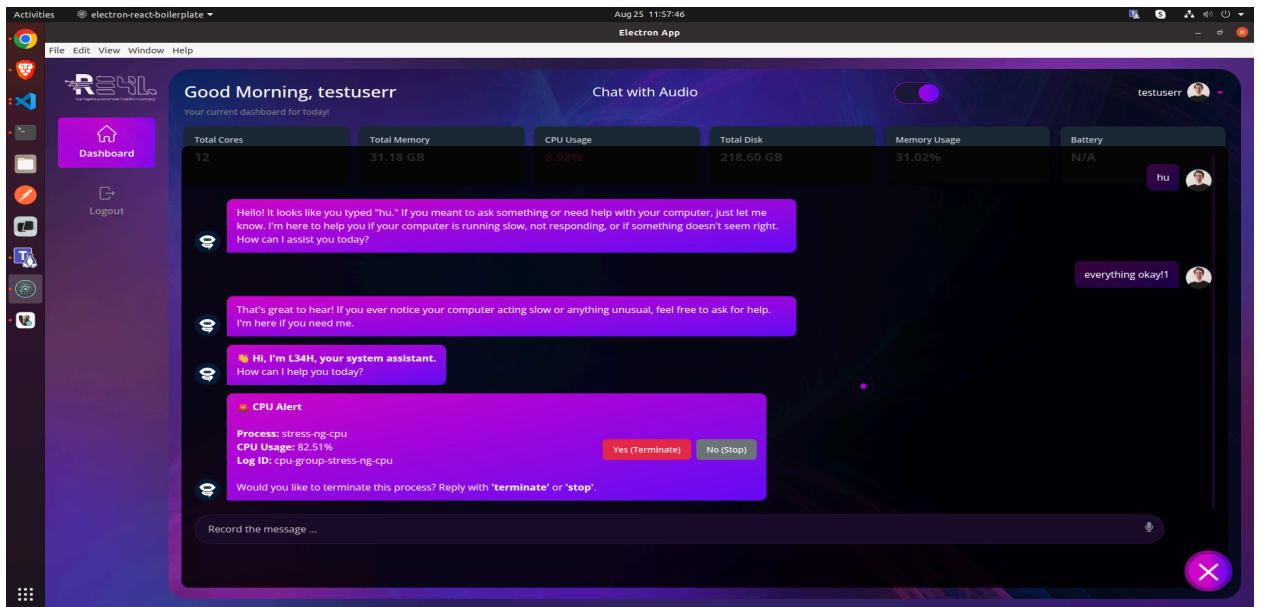 Activities electron-react-boilerplate Aug 25 11:57:46
Electron App
File Edit View Window Help
Good Morning, testuserr
Chat with Audio
testuserr
Your current dashboard for today!
Dashboard
Logout
Total Cores Total Memory CPU Usage Total Disk Memory Usage Battery
12 31.18 GB 8.98% 218.60 GB 31.02% N/A
hu
Hello! It looks like you typed "hu." If you meant to ask something or need help with your computer, just let me
know. I'm here to help you if your computer is running slow, not responding, or if something doesn't seem right.
How can I assist you today?
everything okay!1
That's great to hear! If you ever notice your computer acting slow or anything unusual, feel free to ask for help.
I'm here if you need me.
👋 Hi, I'm L34H, your system assistant.
How can I help you today?
CPU Alert
Process: stress-ng-cpu
CPU Usage: 82.51%
Log ID: cpu-group-stress-ng-cpu
Yes (Terminate) No (Stop)
Would you like to terminate this process? Reply with 'terminate' or 'stop'.
Record the message ...